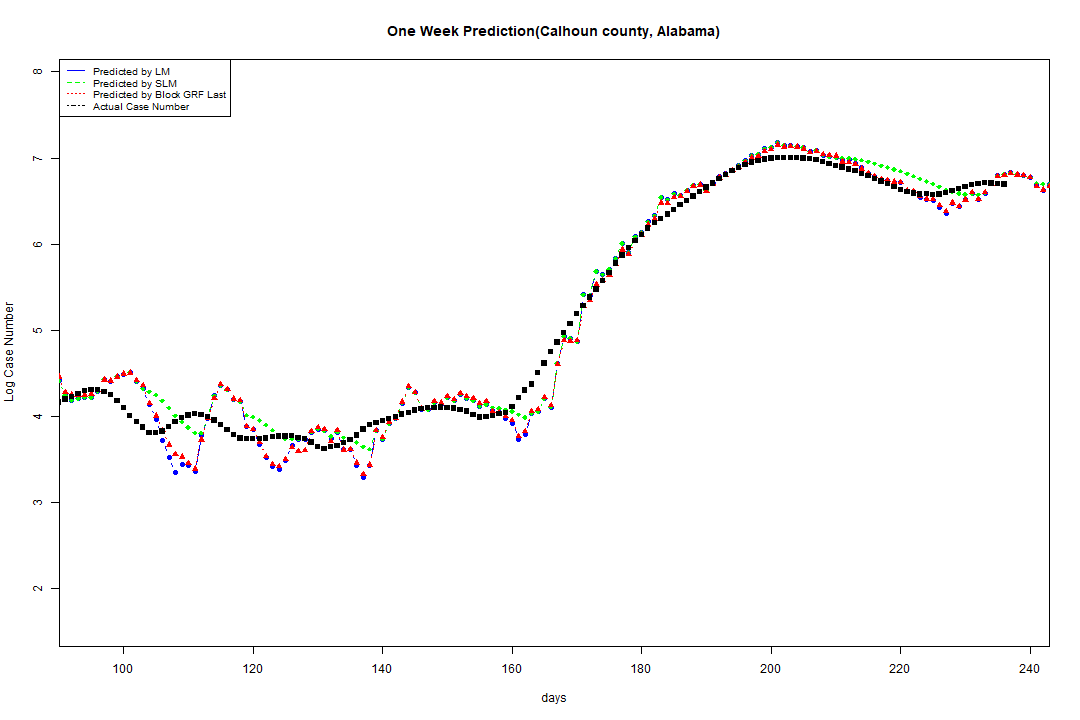 One Week Prediction(Calhoun county, Alabama)
Predicted by LM
Predicted by SLM
Predicted by Block GRF Last
Actual Case Number
Log Case Number
8
7
6
5
4
3
2
100 120 140 160 180 200 220 240
days